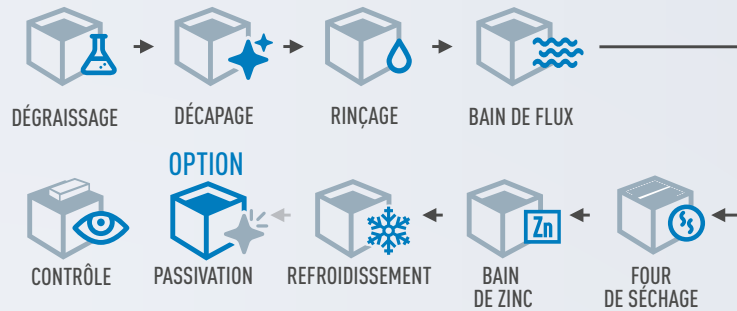 DÉGRAISSAGE
DÉCAPAGE
RINÇAGE
BAIN DE FLUX
OPTION
Zn
CONTRÔLE
PASSIVATION
REFROIDISSEMENT
BAIN
DE ZINC
FOUR
DE SÉCHAGE